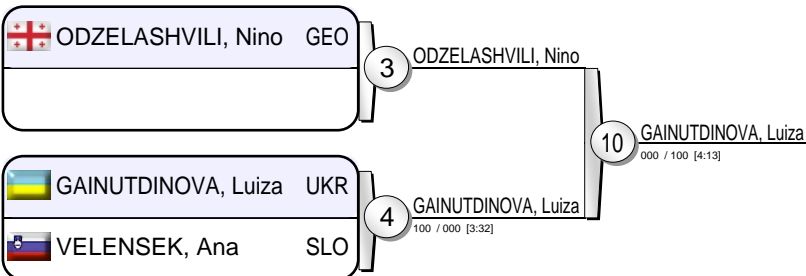 ODZELASHVILI, Nino GEO
3
ODZELASHVILI, Nino
10
GAINUTDINOVA, Luiza
000 / 100 [4:13]
GAINUTDINOVA, Luiza UKR
VELENSEK, Ana SLO
4
GAINUTDINOVA, Luiza
100 / 000 [3:32]